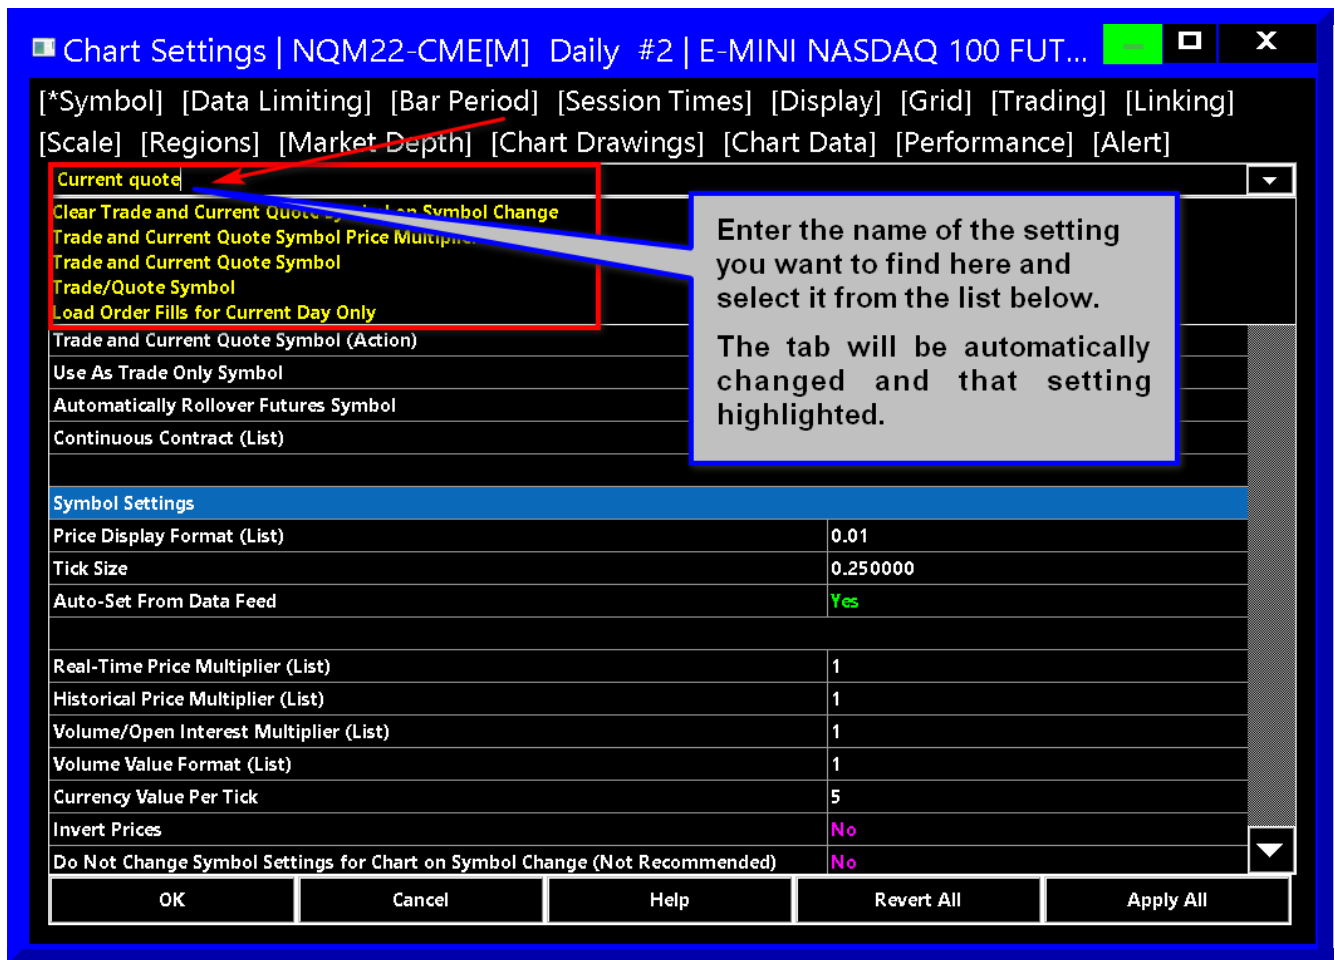 Chart Settings | NQM22-CME[M]  Daily  #2 | E-MINI NASDAQ 100 FUT...
[*Symbol] [Data Limiting] [Bar Period] [Session Times] [Display] [Grid] [Trading] [Linking]
[Scale] [Regions] [Market Depth] [Chart Drawings] [Chart Data] [Performance] [Alert]
Current quote
Clear Trade and Current Quote Symbol on Symbol Change
Trade and Current Quote Symbol Price Multiplier
Trade and Current Quote Symbol
Trade/Quote Symbol
Load Order Fills for Current Day Only
Enter the name of the setting
you want to find here and
select it from the list below.
The tab will be automatically
changed and that setting
highlighted.
Trade and Current Quote Symbol (Action)
Use As Trade Only Symbol
Automatically Rollover Futures Symbol
Continuous Contract (List)
Symbol Settings
Price Display Format (List) 0.01
Tick Size 0.250000
Auto-Set From Data Feed Yes
Real-Time Price Multiplier (List) 1
Historical Price Multiplier (List) 1
Volume/Open Interest Multiplier (List) 1
Volume Value Format (List) 1
Currency Value Per Tick 5
Invert Prices No
Do Not Change Symbol Settings for Chart on Symbol Change (Not Recommended) No
OK Cancel Help Revert All Apply All